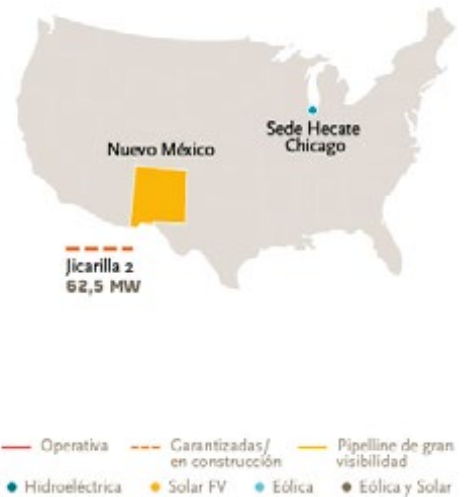 Sede Hecate
Chicago
Nuevo México
Jicarilla 2
62,5 MW
Operativa
Garantizadas/
en construcción
Pipelline de gran
visibilidad
Hidroeléctrica
Solar FV
Eólica
Eólica y Solar